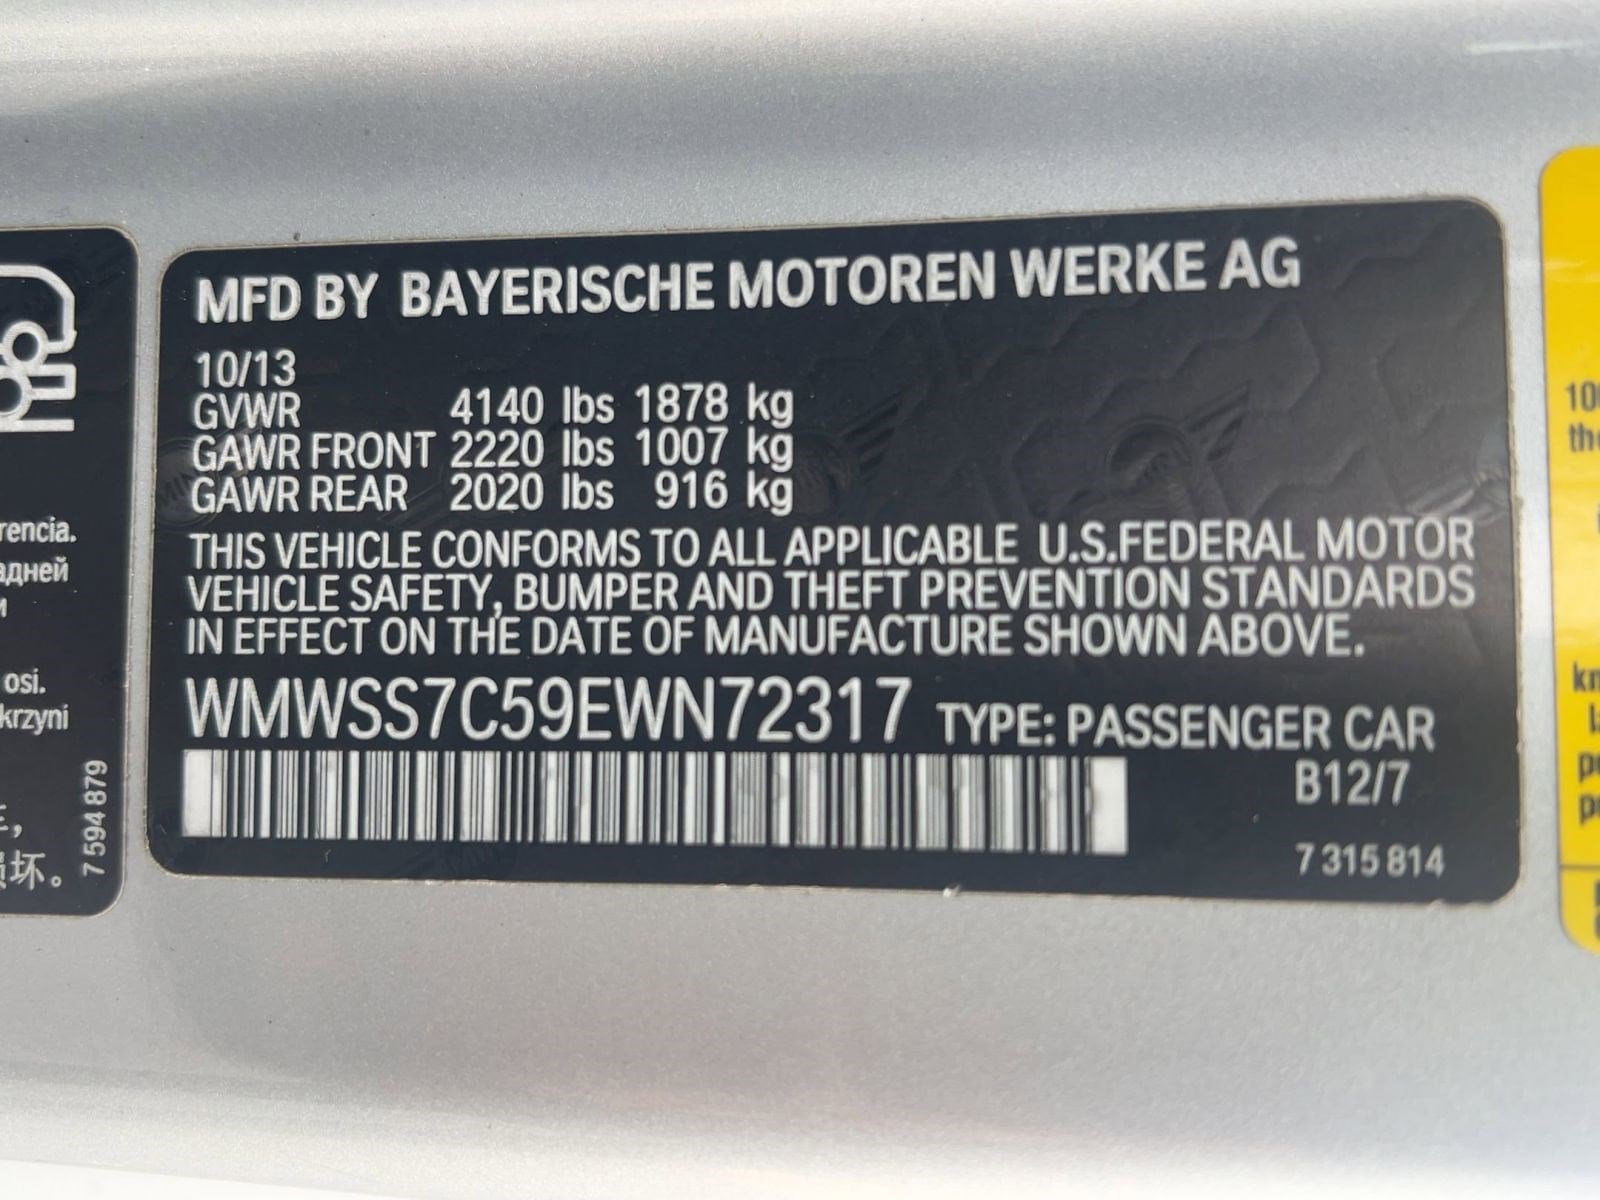 MFD BY BAYERISCHE MOTOREN WERKE AG
10/13
GVWR 4140 lbs 1878 kg
GAWR FRONT 2220 lbs 1007 kg
GAWR REAR 2020 lbs 916 kg
THIS VEHICLE CONFORMS TO ALL APPLICABLE U.S.FEDERAL MOTOR
VEHICLE SAFETY, BUMPER AND THEFT PREVENTION STANDARDS
IN EFFECT ON THE DATE OF MANUFACTURE SHOWN ABOVE.
WMWSS7C59EWN72317 TYPE: PASSENGER CAR
B12/7
7 315 814
rencia.
адней
osi.
krzyni
坏。
7 594 879